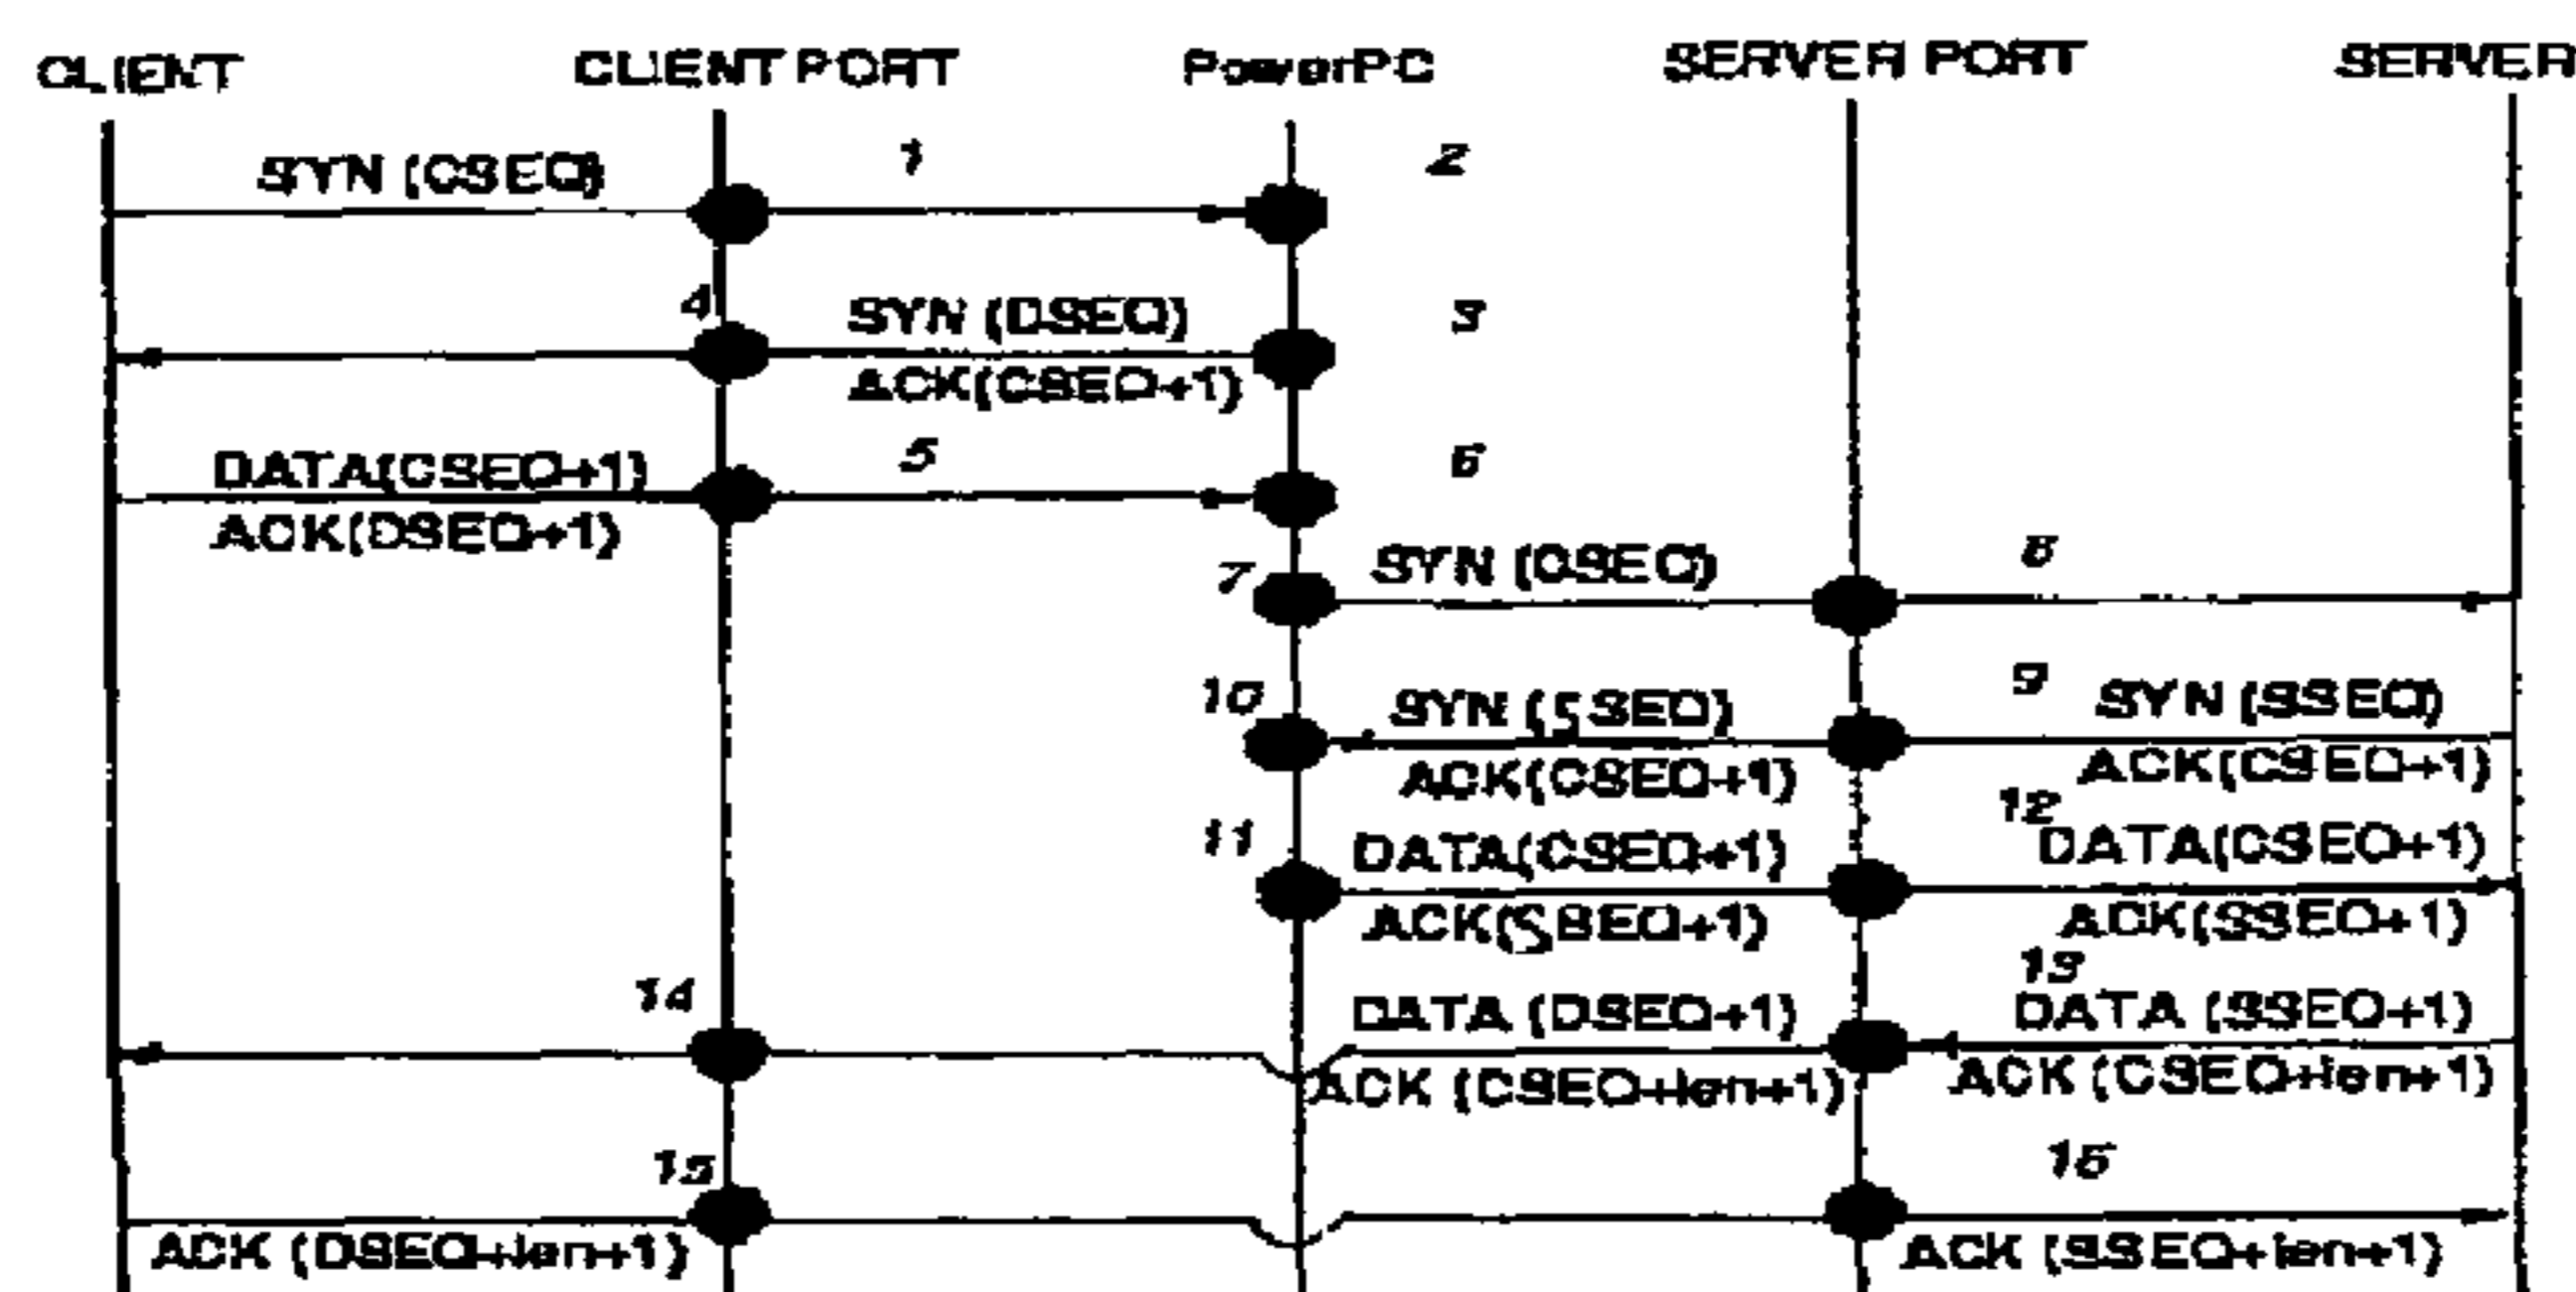 CLIENT CLIENT PORT PowerPC SERVER PORT SERVER
SYN (CSEQ) 1 2
4 SYN (DSEQ) 3
ACK(CSEQ+1)
DATA(CSEQ+1) 5 6
ACK(DSEQ+1)
7 SYN (CSEQ) 8
10 SYN (SSEQ) 9 SYN (SSEQ)
ACK(CSEQ+1) ACK(CSEQ+1)
11 DATA(CSEQ+1) 12 DATA(CSEQ+1)
ACK(SSEQ+1) ACK(SSEQ+1)
14 DATA (DSEQ+1) 13 DATA (SSEQ+1)
ACK (CSEQ+len+1) ACK (CSEQ+len+1)
15 16
ACK (DSEQ+len+1) ACK (SSEQ+len+1)